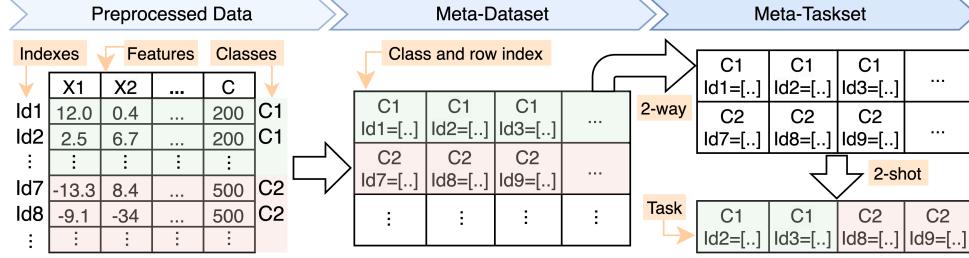 Preprocessed Data
Meta-Dataset
Meta-Taskset
Indexes
Features
Classes
X1 X2 ... C
Id1 12.0 0.4 ... 200 C1
Id2 2.5 6.7 ... 200 C1
⋮ ⋮ ⋮ ... ⋮
Id7 -13.3 8.4 ... 500 C2
Id8 -9.1 -34 ... 500 C2
⋮ ⋮ ⋮ ... ⋮
Class and row index
C1 C1 C1 ...
Id1=[..] Id2=[..] Id3=[..]
C2 C2 C2 ...
Id7=[..] Id8=[..] Id9=[..]
⋮ ⋮ ⋮ ⋮
2-way
C1 C1 C1 ...
Id1=[..] Id2=[..] Id3=[..]
C2 C2 C2 ...
Id7=[..] Id8=[..] Id9=[..]
2-shot
Task
C1 C1 C2 C2
Id2=[..] Id3=[..] Id8=[..] Id9=[..]